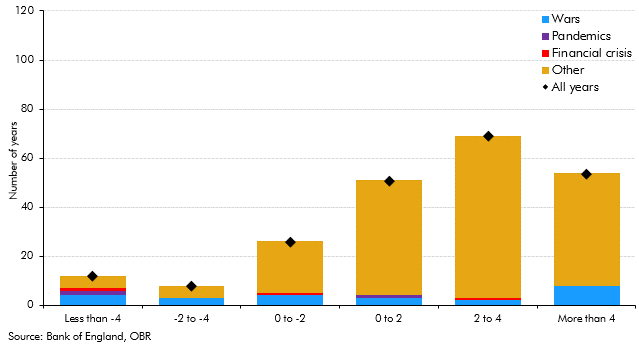 120
100
80
60
40
20
0
Number of years
Wars
Pandemics
Financial crisis
Other
All years
Less than -4
-2 to -4
0 to -2
0 to 2
2 to 4
More than 4
Source: Bank of England, OBR